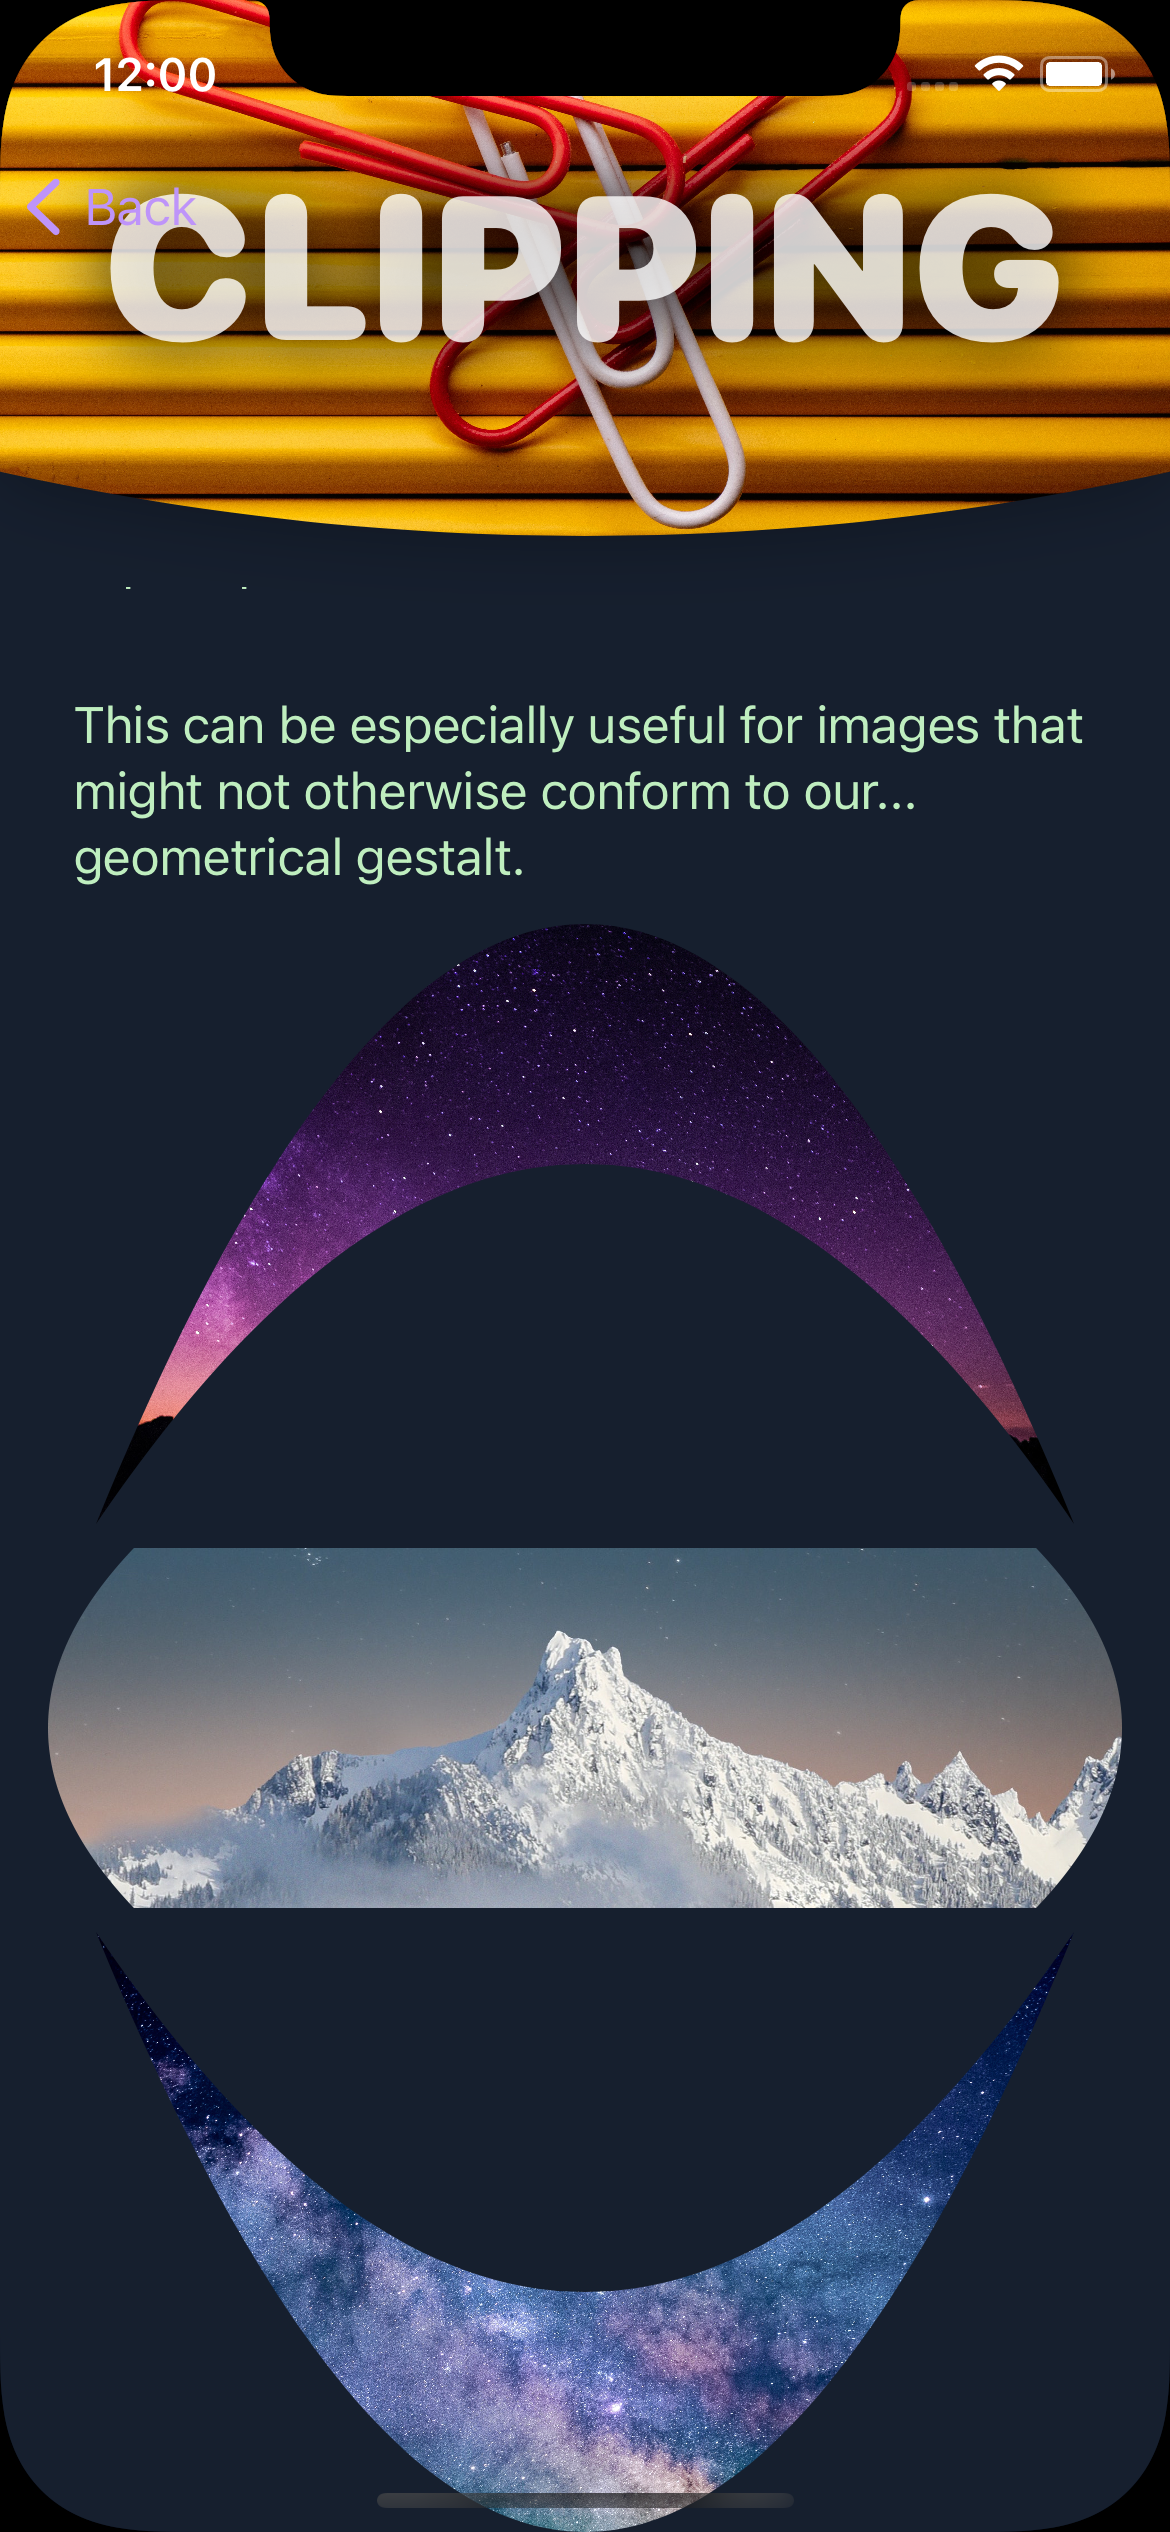 12:00
Back
CLIPPING
This can be especially useful for images that
might not otherwise conform to our...
geometrical gestalt.